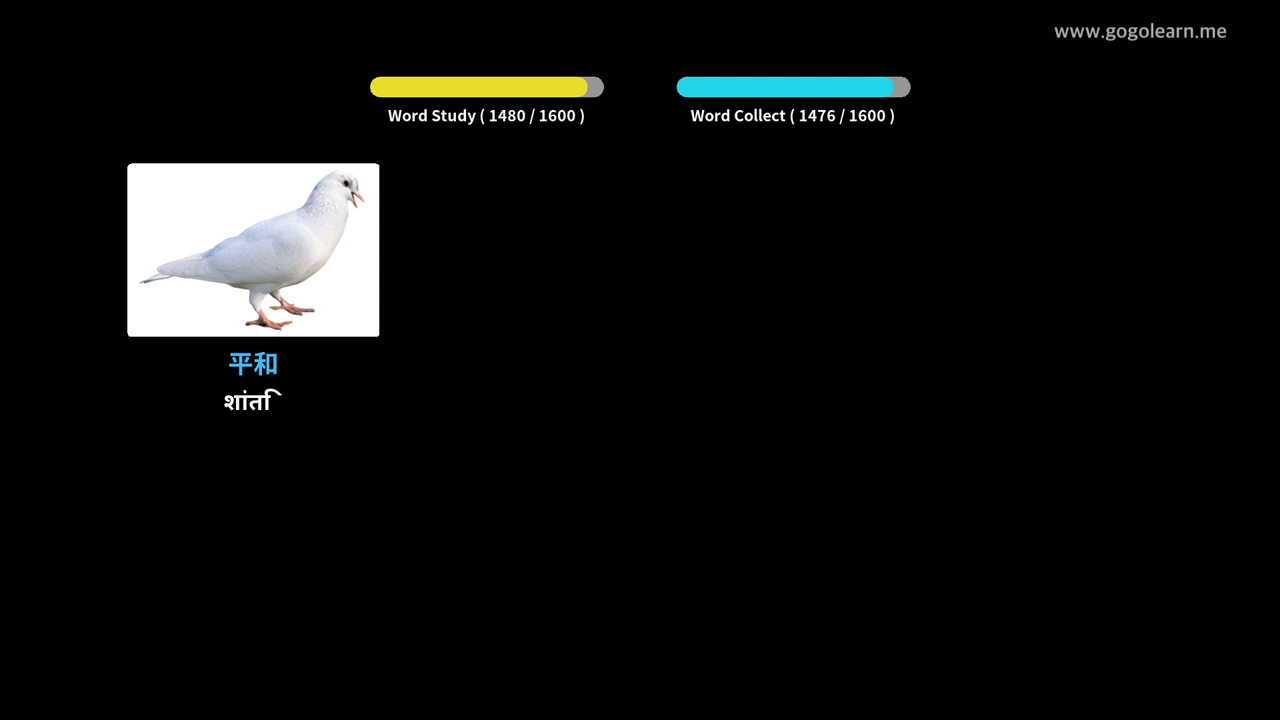 www.gogolearn.me
Word Study ( 1480 / 1600 )
Word Collect ( 1476 / 1600 )
平和
शांति